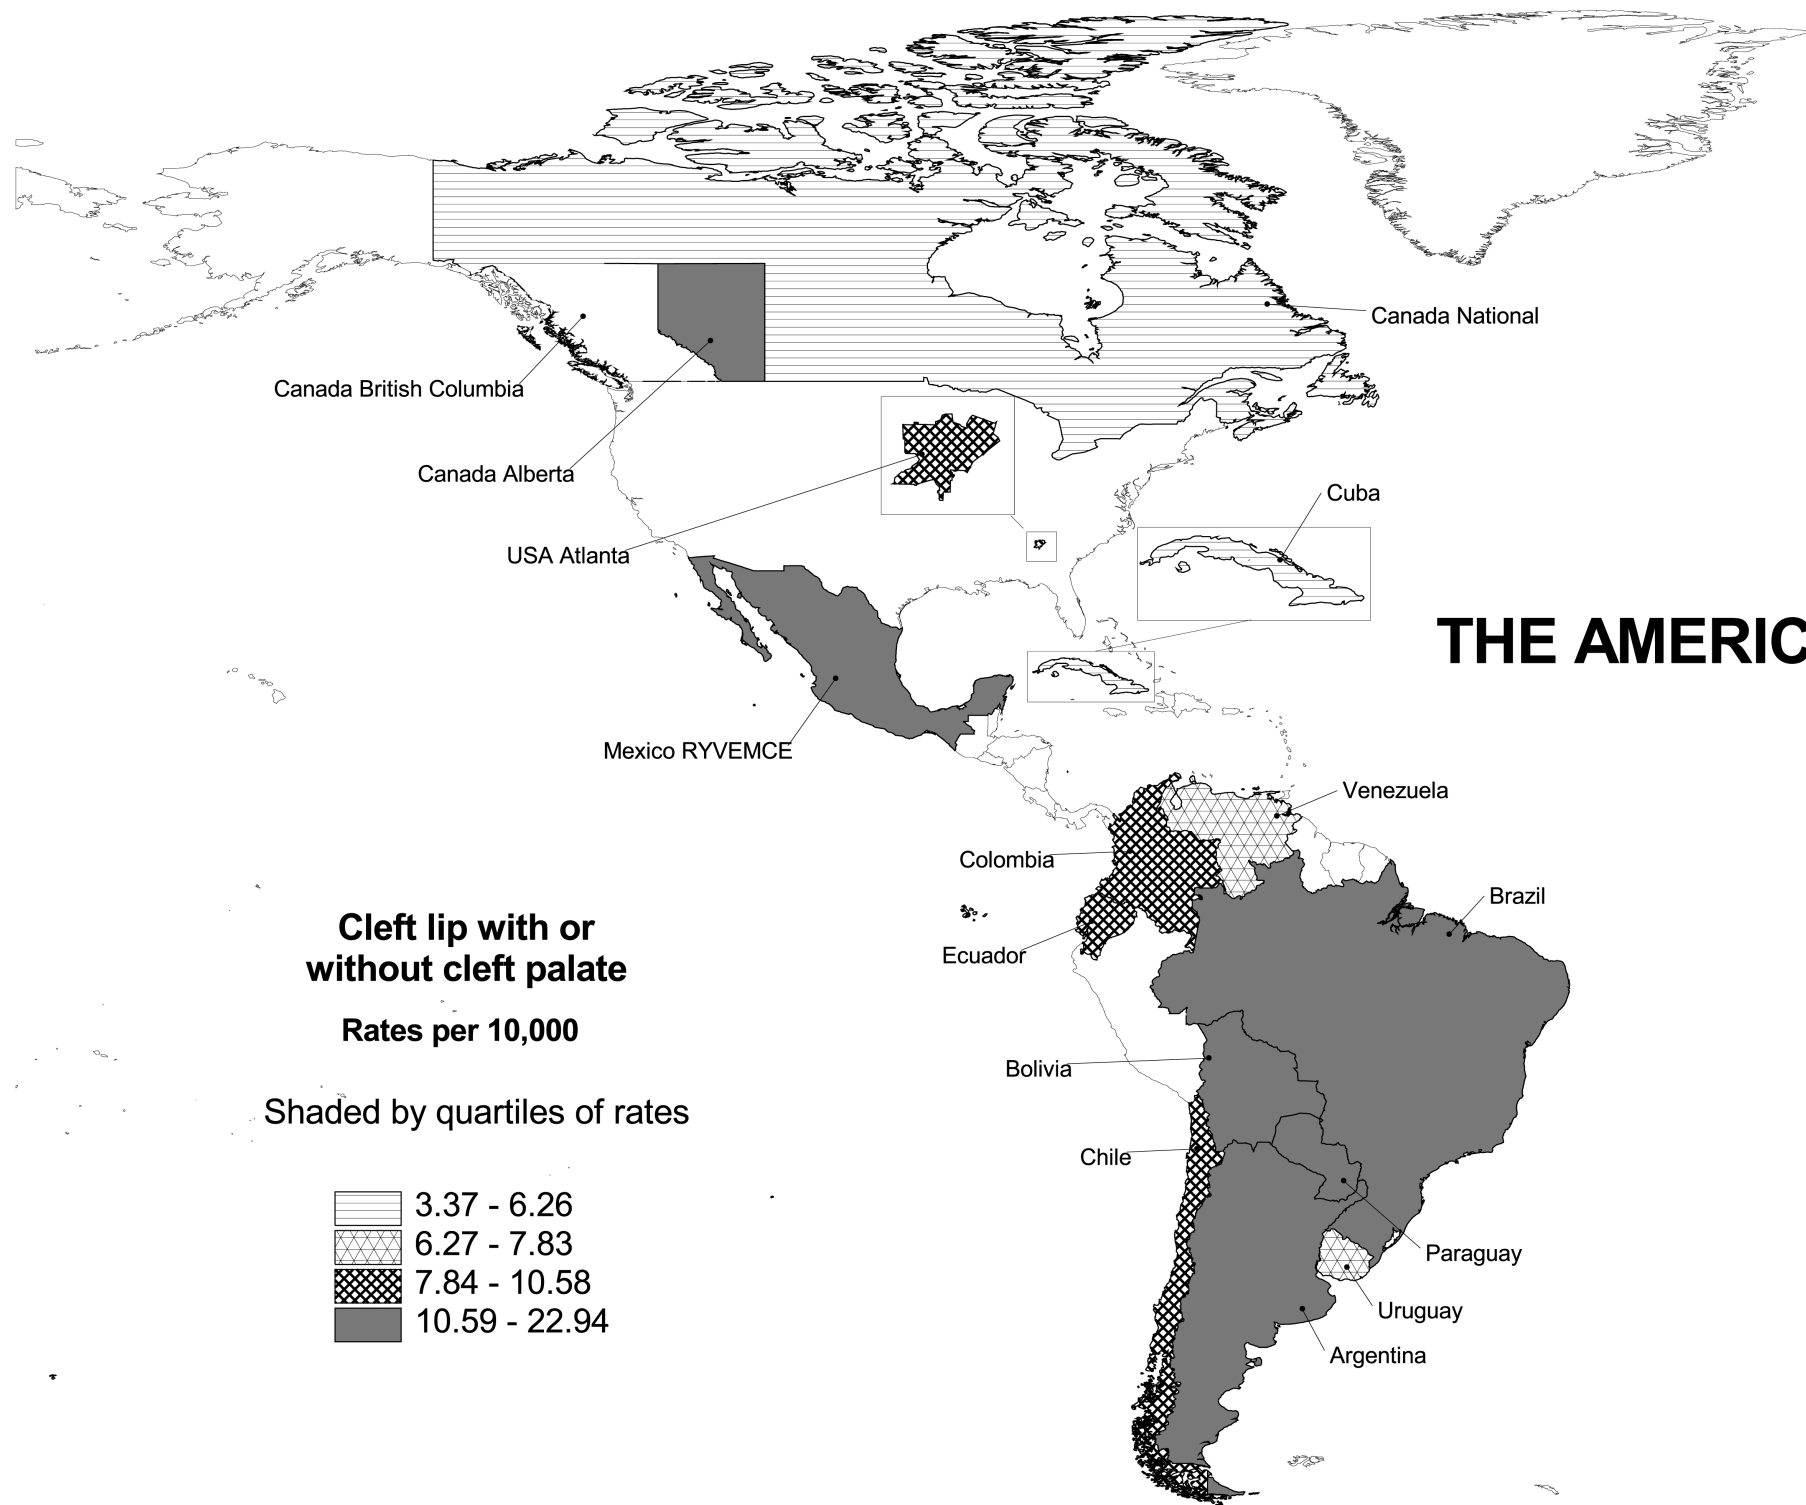 Canada National
Canada British Columbia
Canada Alberta
Cuba
USA Atlanta
THE AMERIC
Mexico RYVEMCE
Venezuela
Colombia
Brazil
Cleft lip with or
without cleft palate
Ecuador
Rates per 10,000
Bolivia
Shaded by quartiles of rates
Chile
3.37 - 6.26
6.27 - 7.83
7.84 - 10.58
10.59 - 22.94
Paraguay
Uruguay
Argentina